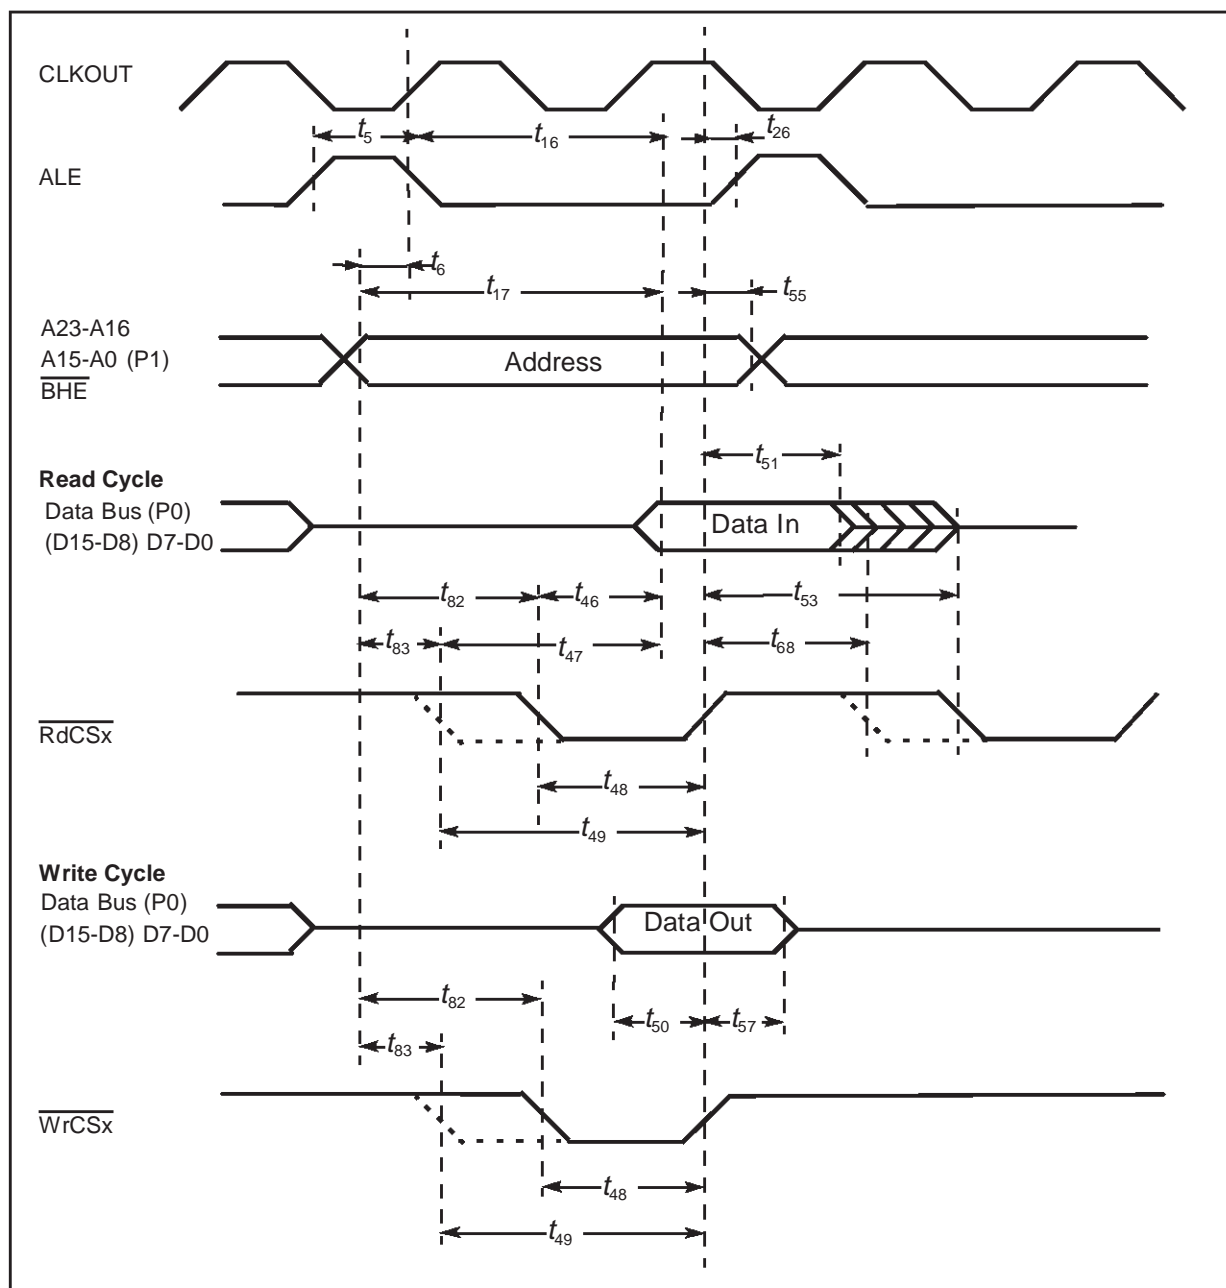 CLKOUT
t5
t16
t26
ALE
t6
t17
t55
A23-A16
A15-A0 (P1)
BHE
Address
t51
Read Cycle
Data Bus (P0)
(D15-D8) D7-D0
Data In
t82
t46
t53
t83
t47
t68
RdCSx
t48
t49
Write Cycle
Data Bus (P0)
(D15-D8) D7-D0
Data Out
t82
t50
t57
t83
WrCSx
t48
t49